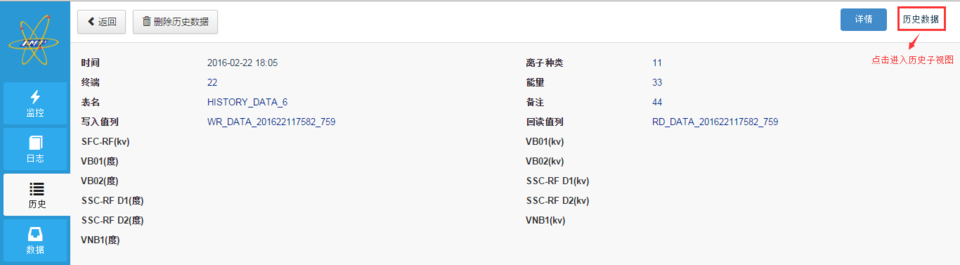 返回
删除历史数据
详情
历史数据
点击进入历史子视图
监控
日志
历史
数据
时间 2016-02-22 18:05 离子种类 11
终端 22 能量 33
表名 HISTORY_DATA_6 备注 44
写入值列 WR_DATA_201622117582_759 回读值列 RD_DATA_201622117582_759
SFC-RF(kv) VB01(kv)
VB01(度) VB02(kv)
VB02(度) SSC-RF D1(kv)
SSC-RF D1(度) SSC-RF D2(kv)
SSC-RF D2(度) VNB1(kv)
VNB1(度)